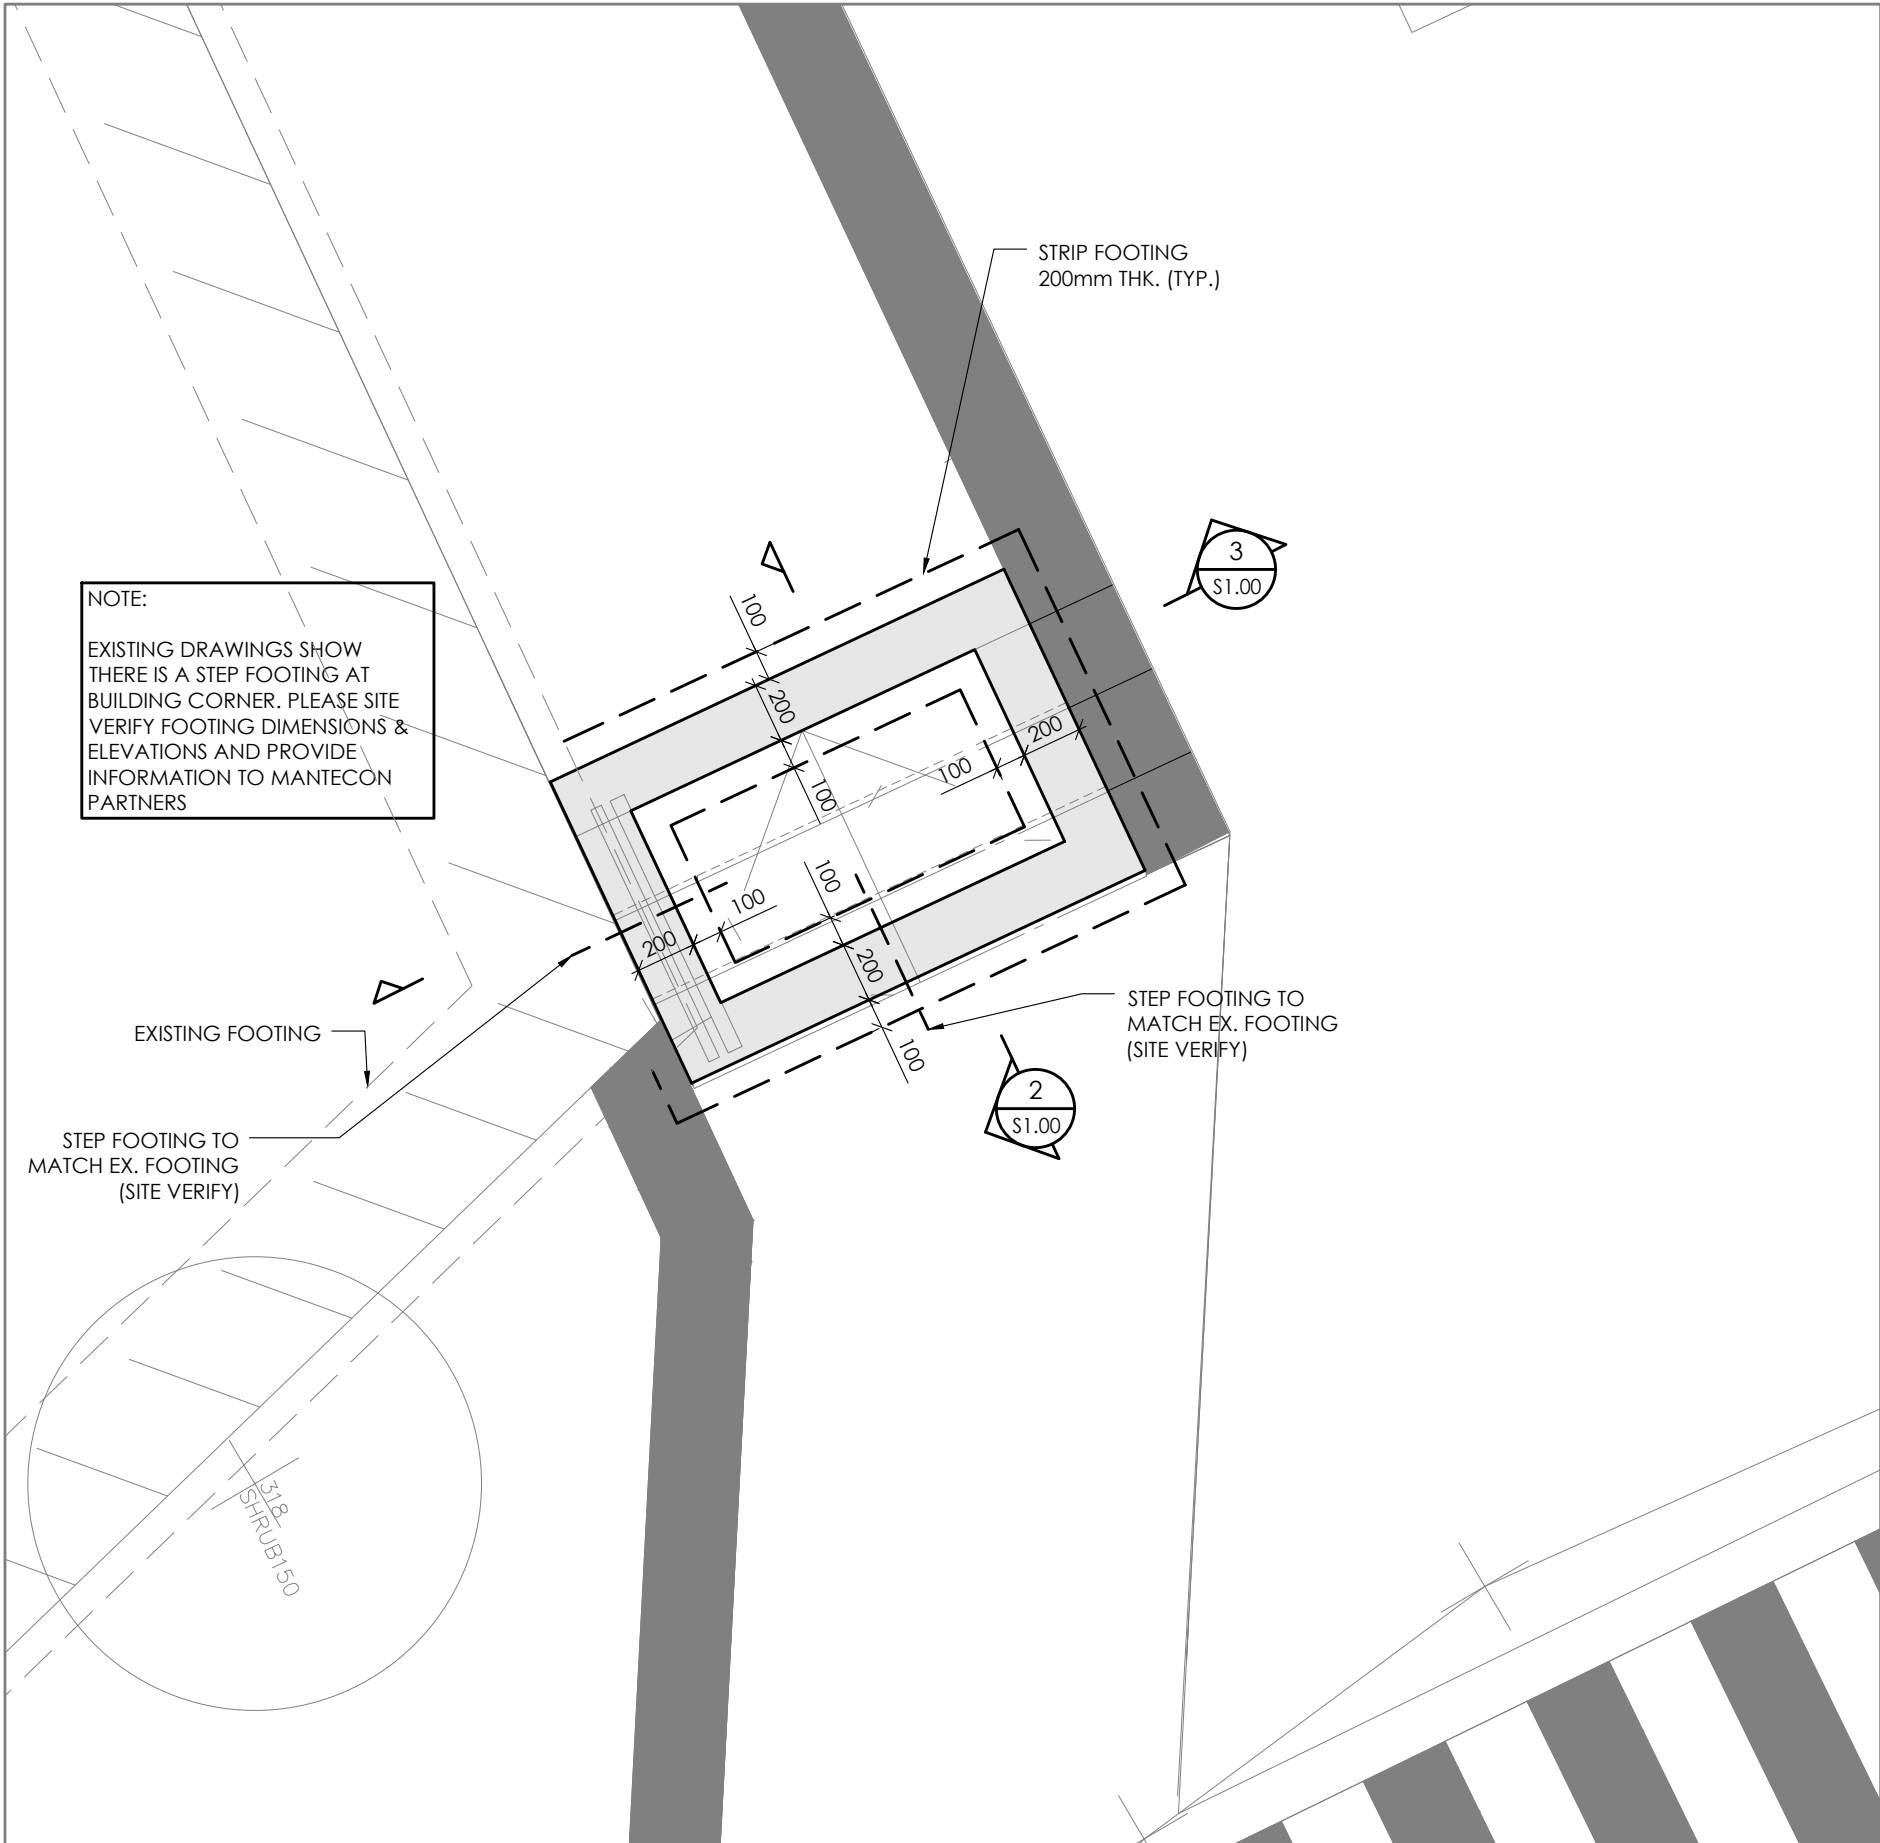 STRIP FOOTING
200mm THK. (TYP.)
3
S1.00
NOTE:
EXISTING DRAWINGS SHOW
THERE IS A STEP FOOTING AT
BUILDING CORNER. PLEASE SITE
VERIFY FOOTING DIMENSIONS &
ELEVATIONS AND PROVIDE
INFORMATION TO MANTECON
PARTNERS
100
200
100
200
100
100
200
100
100
200
STEP FOOTING TO
MATCH EX. FOOTING
(SITE VERIFY)
EXISTING FOOTING
2
S1.00
STEP FOOTING TO
MATCH EX. FOOTING
(SITE VERIFY)
318
SHRUB150